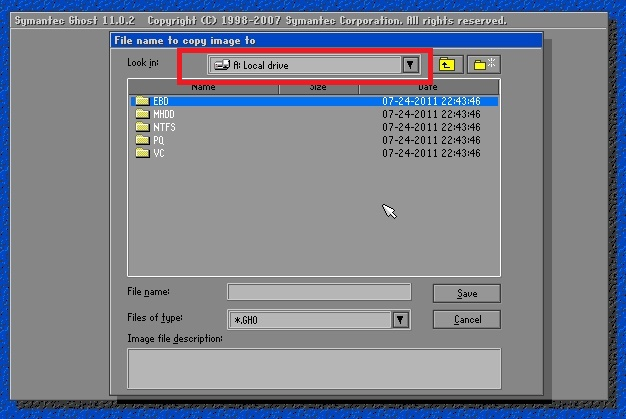 Symantec Ghost 11.0.2 Copyright (C) 1998-2007 Symantec Corporation. All rights reserved.
File name to copy image to
Look in:
A: Local drive
Name Size Date
EBD 07-24-2011 22:43:46
MHDD 07-24-2011 22:43:46
NTFS 07-24-2011 22:43:46
PQ 07-24-2011 22:43:46
VC 07-24-2011 22:43:46
File name:
Save
Files of type:
*.GHO
Cancel
Image file description: